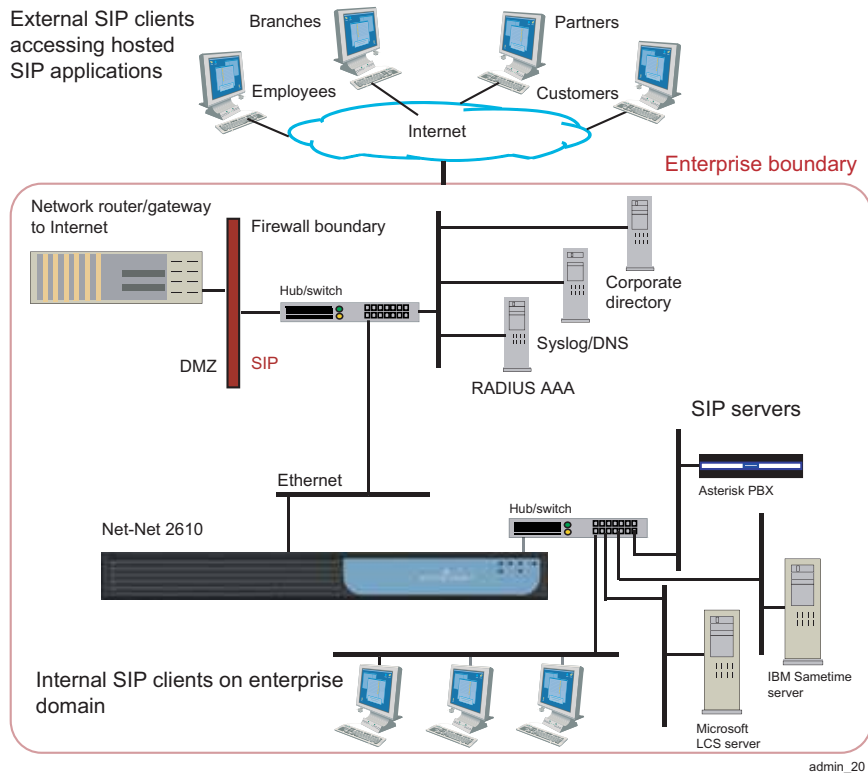 External SIP clients
accessing hosted
SIP applications
Branches
Partners
Employees
Customers
Internet
Enterprise boundary
Network router/gateway
to Internet
Firewall boundary
Hub/switch
Corporate
directory
Syslog/DNS
DMZ
SIP
RADIUS AAA
SIP servers
Asterisk PBX
Ethernet
Hub/switch
Net-Net 2610
Internal SIP clients on enterprise
domain
IBM Sametime
server
Microsoft
LCS server
admin_20